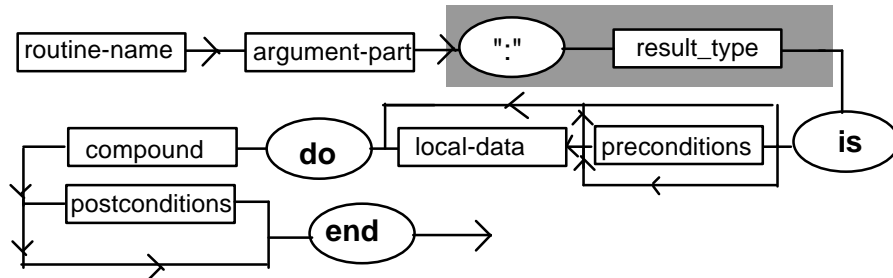 routine-name argument-part ":" result_type
compound do local-data preconditions is
postconditions end